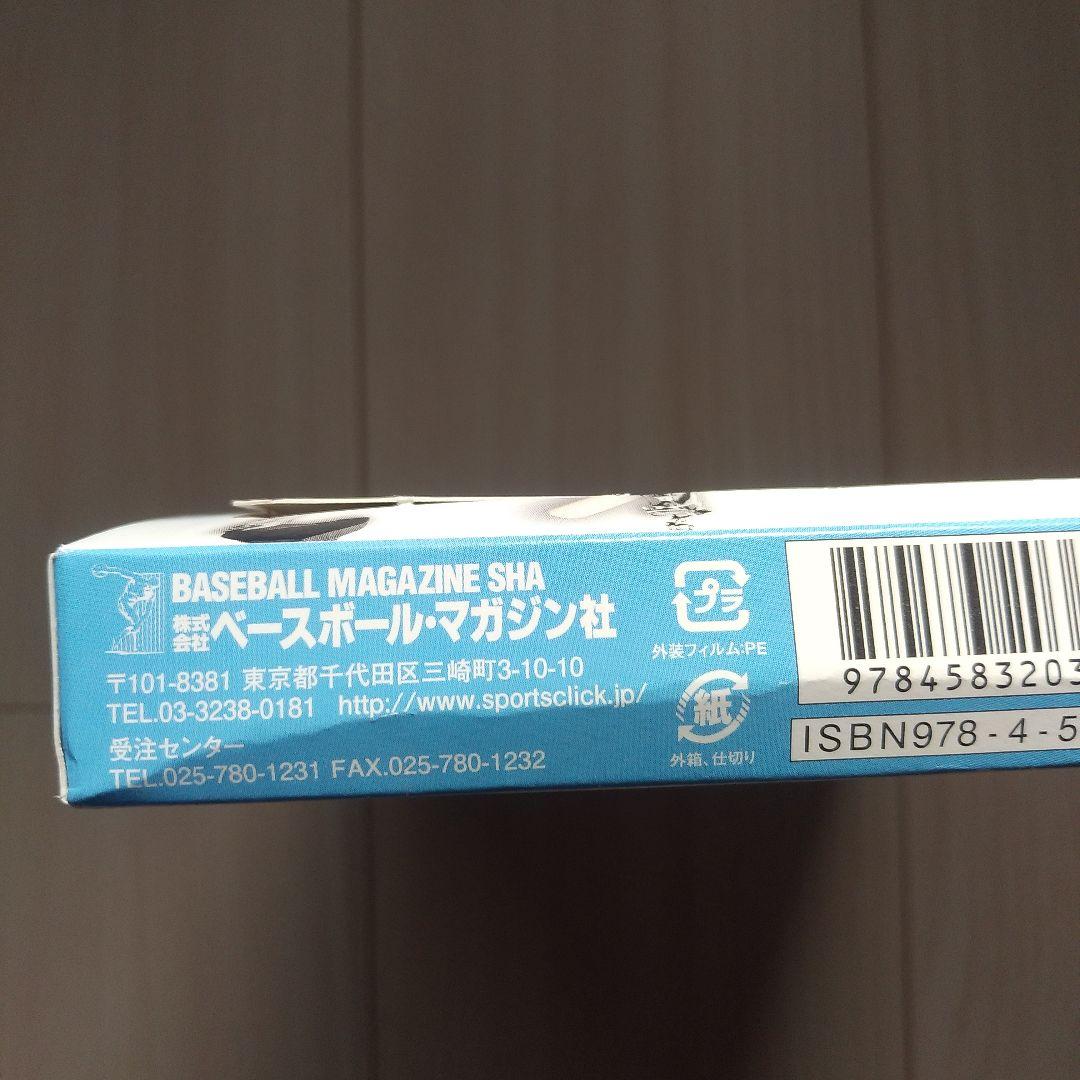 BASEBALL MAGAZINE SHA
株式会社ベースボール・マガジン社
〒101-8381 東京都千代田区三崎町3-10-10
TEL.03-3238-0181 http://www.sportsclick.jp/
受注センター
TEL.025-780-1231 FAX.025-780-1232
プラ
外装フィルム:PE
紙
外箱、仕切り
9784583203
ISBN978-4-5